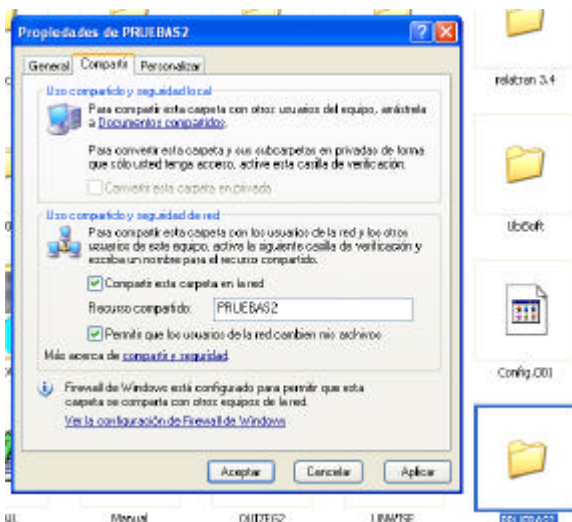 Propiedades de PRUEBAS2
General Compartir Personalizar
Uso compartido y seguridad local
Para compartir esta carpeta con otros usuarios del equipo, arrástrela
a Documentos compartidos.
Para convertir esta carpeta y sus subcarpetas en privadas de forma
que sólo usted tenga acceso, active esta casilla de verificación.
Convertir esta carpeta en privada
Uso compartido y seguridad de red
Para compartir esta carpeta con los usuarios de la red y los otros
usuarios de este equipo, active la siguiente casilla de verificación y
escriba un nombre para el recurso compartido.
Compartir esta carpeta en la red
Recurso compartido: PRUEBAS2
Permitir que los usuarios de la red cambien mis archivos
Más acerca de compartir y seguridad.
Firewall de Windows está configurado para permitir que esta
carpeta se comparta con otros equipos de la red.
Ver la configuración de Firewall de Windows
Aceptar Cancelar Aplicar
relatran 3.4
UbiSoft
Config.001
Manual
UNWISE
PRUEBAS2